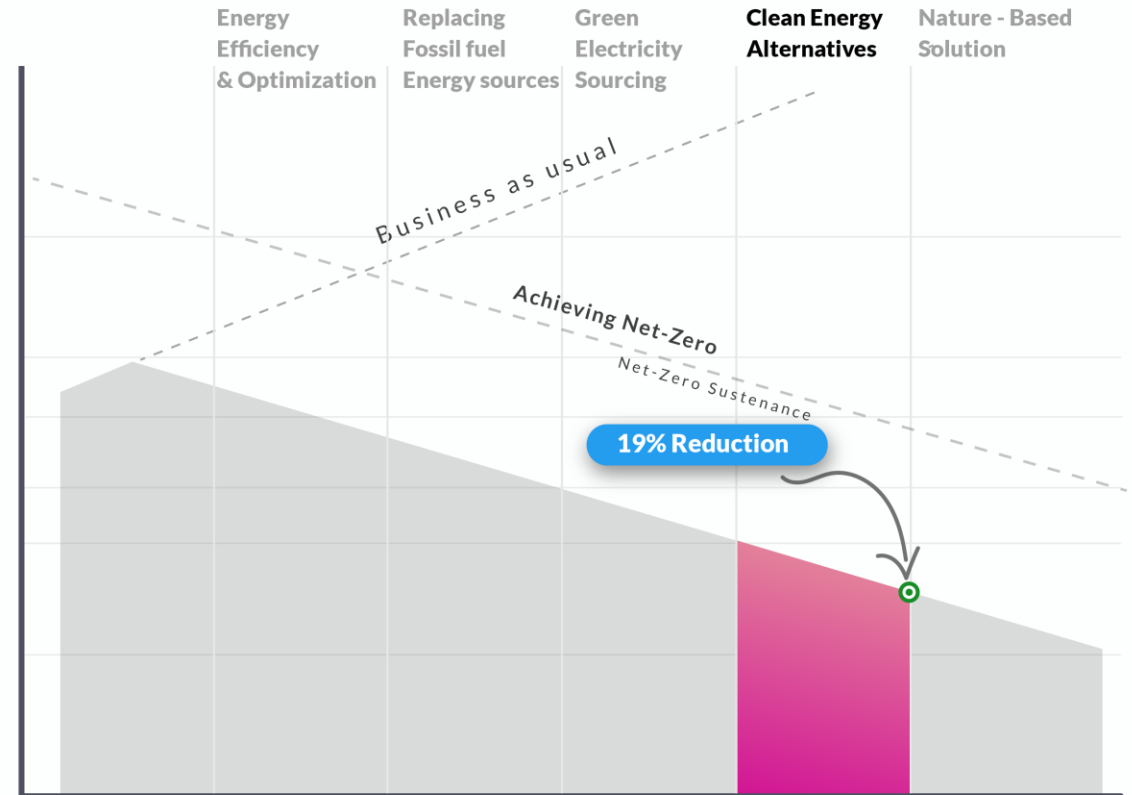 Energy
Efficiency
& Optimization
Replacing
Fossil fuel
Energy sources
Green
Electricity
Sourcing
Clean Energy
Alternatives
Nature - Based
Solution
Business as usual
Achieving Net-Zero
Net-Zero Sustenance
19% Reduction